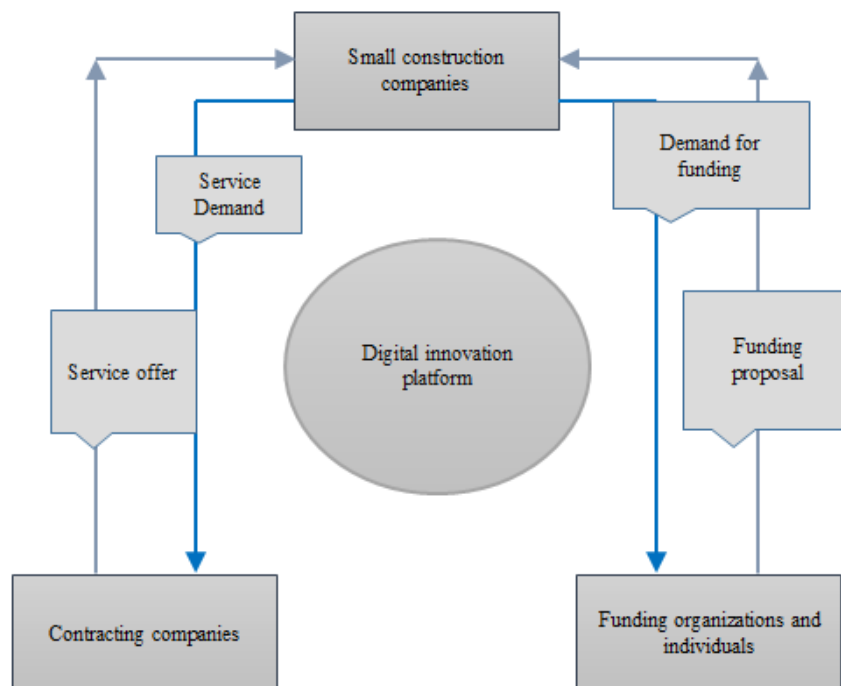 Small construction
companies
Demand for
funding
Service
Demand
Digital innovation
platform
Service offer
Funding
proposal
Contracting companies
Funding organizations and
individuals